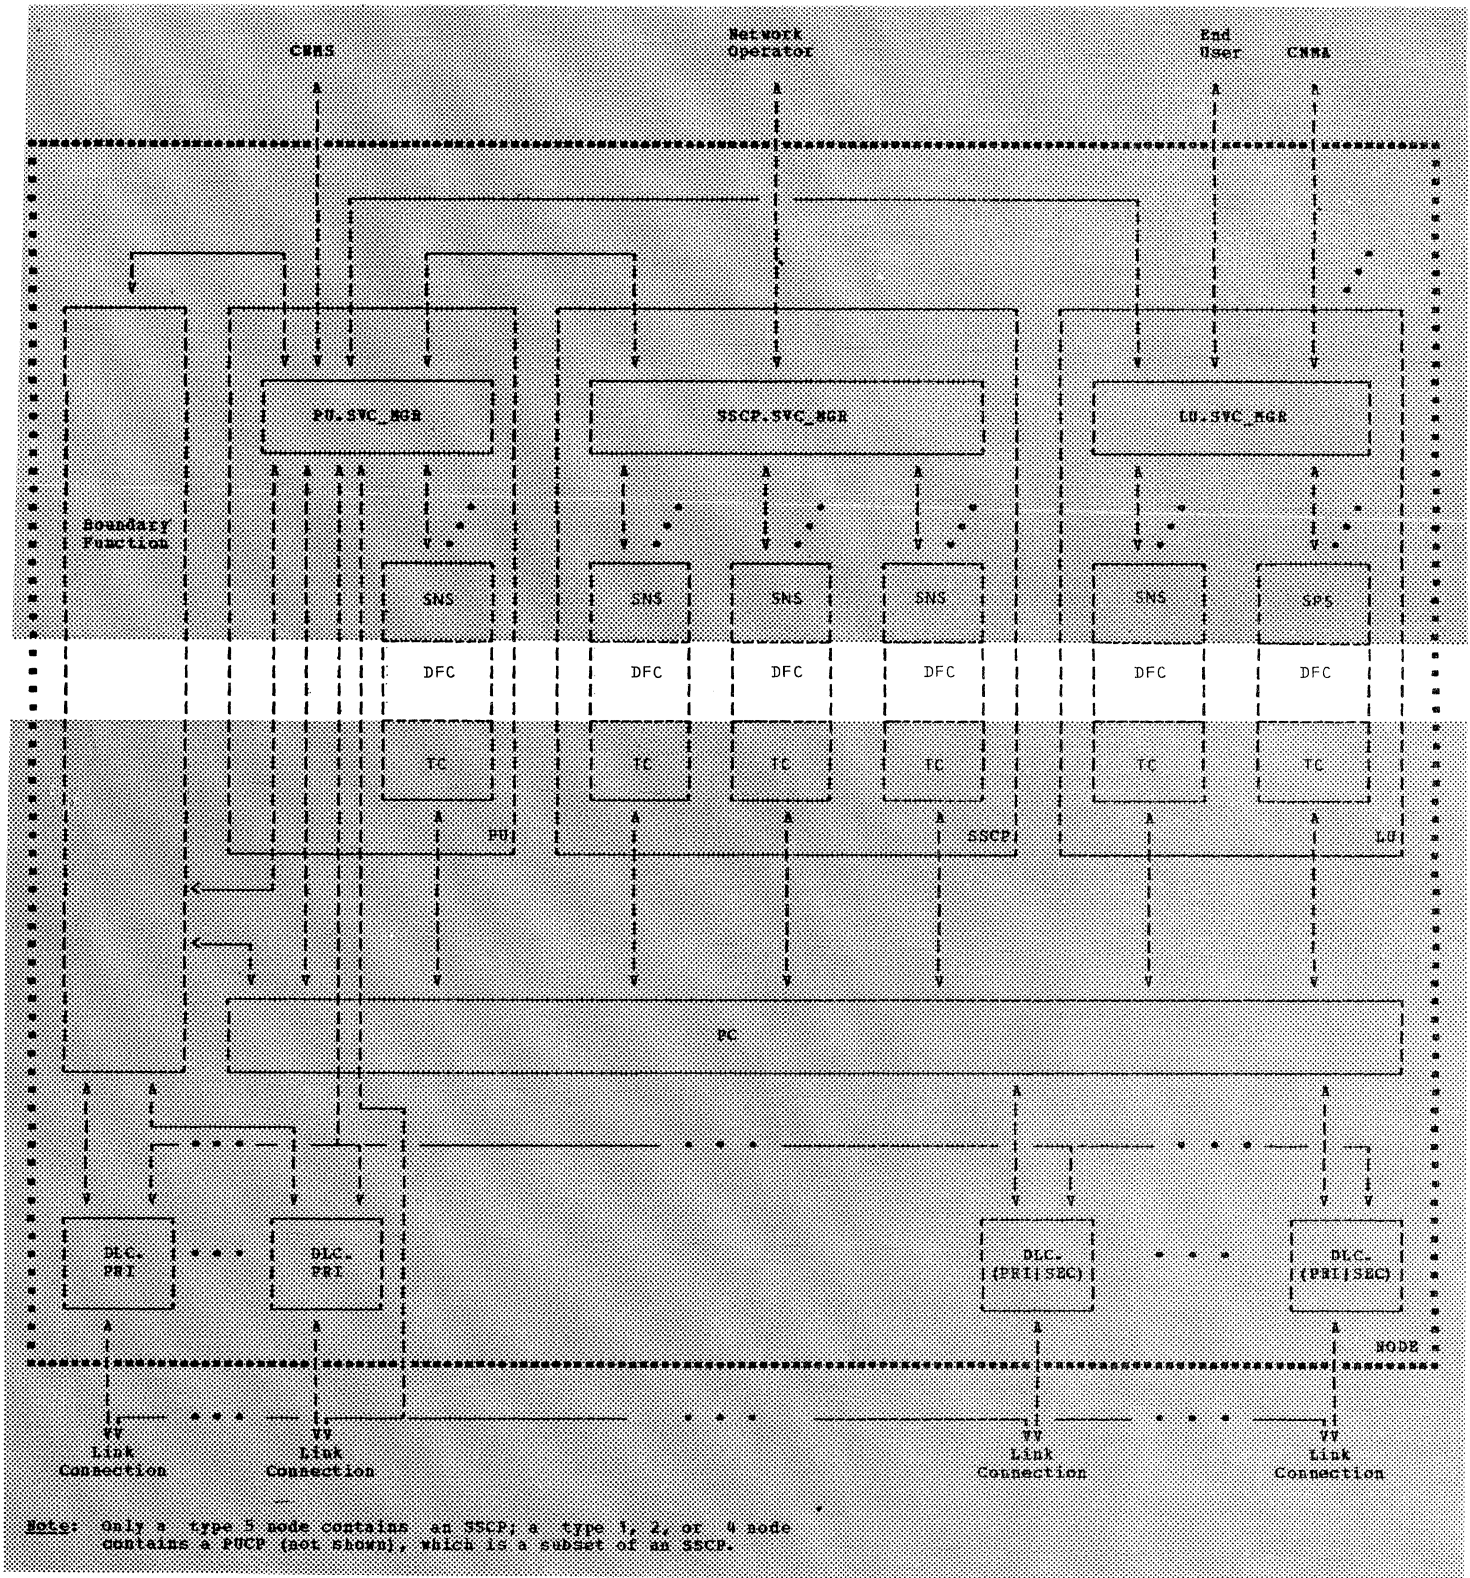 CNMS
Network
Operator
End
User
CNMA
PU.SVC_MGR
SSCP.SVC_MGR
LU.SVC_MGR
Boundary
Function
SNS
SNS
SNS
SNS
SNS
SPS
DFC
DFC
DFC
DFC
DFC
DFC
TC
TC
TC
TC
TC
TC
PU
SSCP
LU
PC
DLC.
PRI
DLC.
PRI
DLC.
(PRI|SEC)
DLC.
(PRI|SEC)
NODE
Link
Connection
Link
Connection
Link
Connection
Link
Connection
Note: Only a type 5 node contains an SSCP; a type 1, 2, or 4 node
contains a PUCP (not shown), which is a subset of an SSCP.